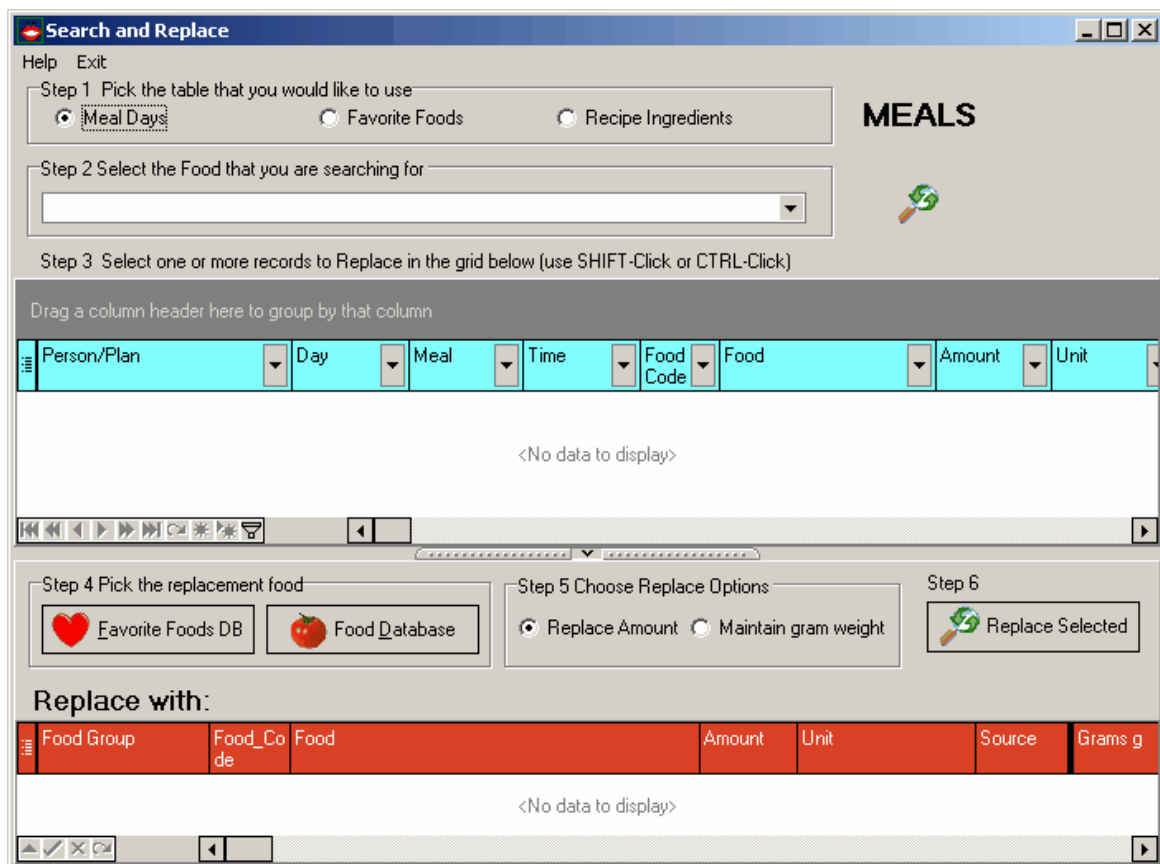 Search and Replace
Help Exit
Step 1 Pick the table that you would like to use
Meal Days Favorite Foods Recipe Ingredients
MEALS
Step 2 Select the Food that you are searching for
Step 3 Select one or more records to Replace in the grid below (use SHIFT-Click or CTRL-Click)
Drag a column header here to group by that column
Person/Plan Day Meal Time Food Code Food Amount Unit
<No data to display>
Step 4 Pick the replacement food
Favorite Foods DB Food Database
Step 5 Choose Replace Options
Replace Amount Maintain gram weight
Step 6
Replace Selected
Replace with:
Food Group Food_Code Food Amount Unit Source Grams g
<No data to display>